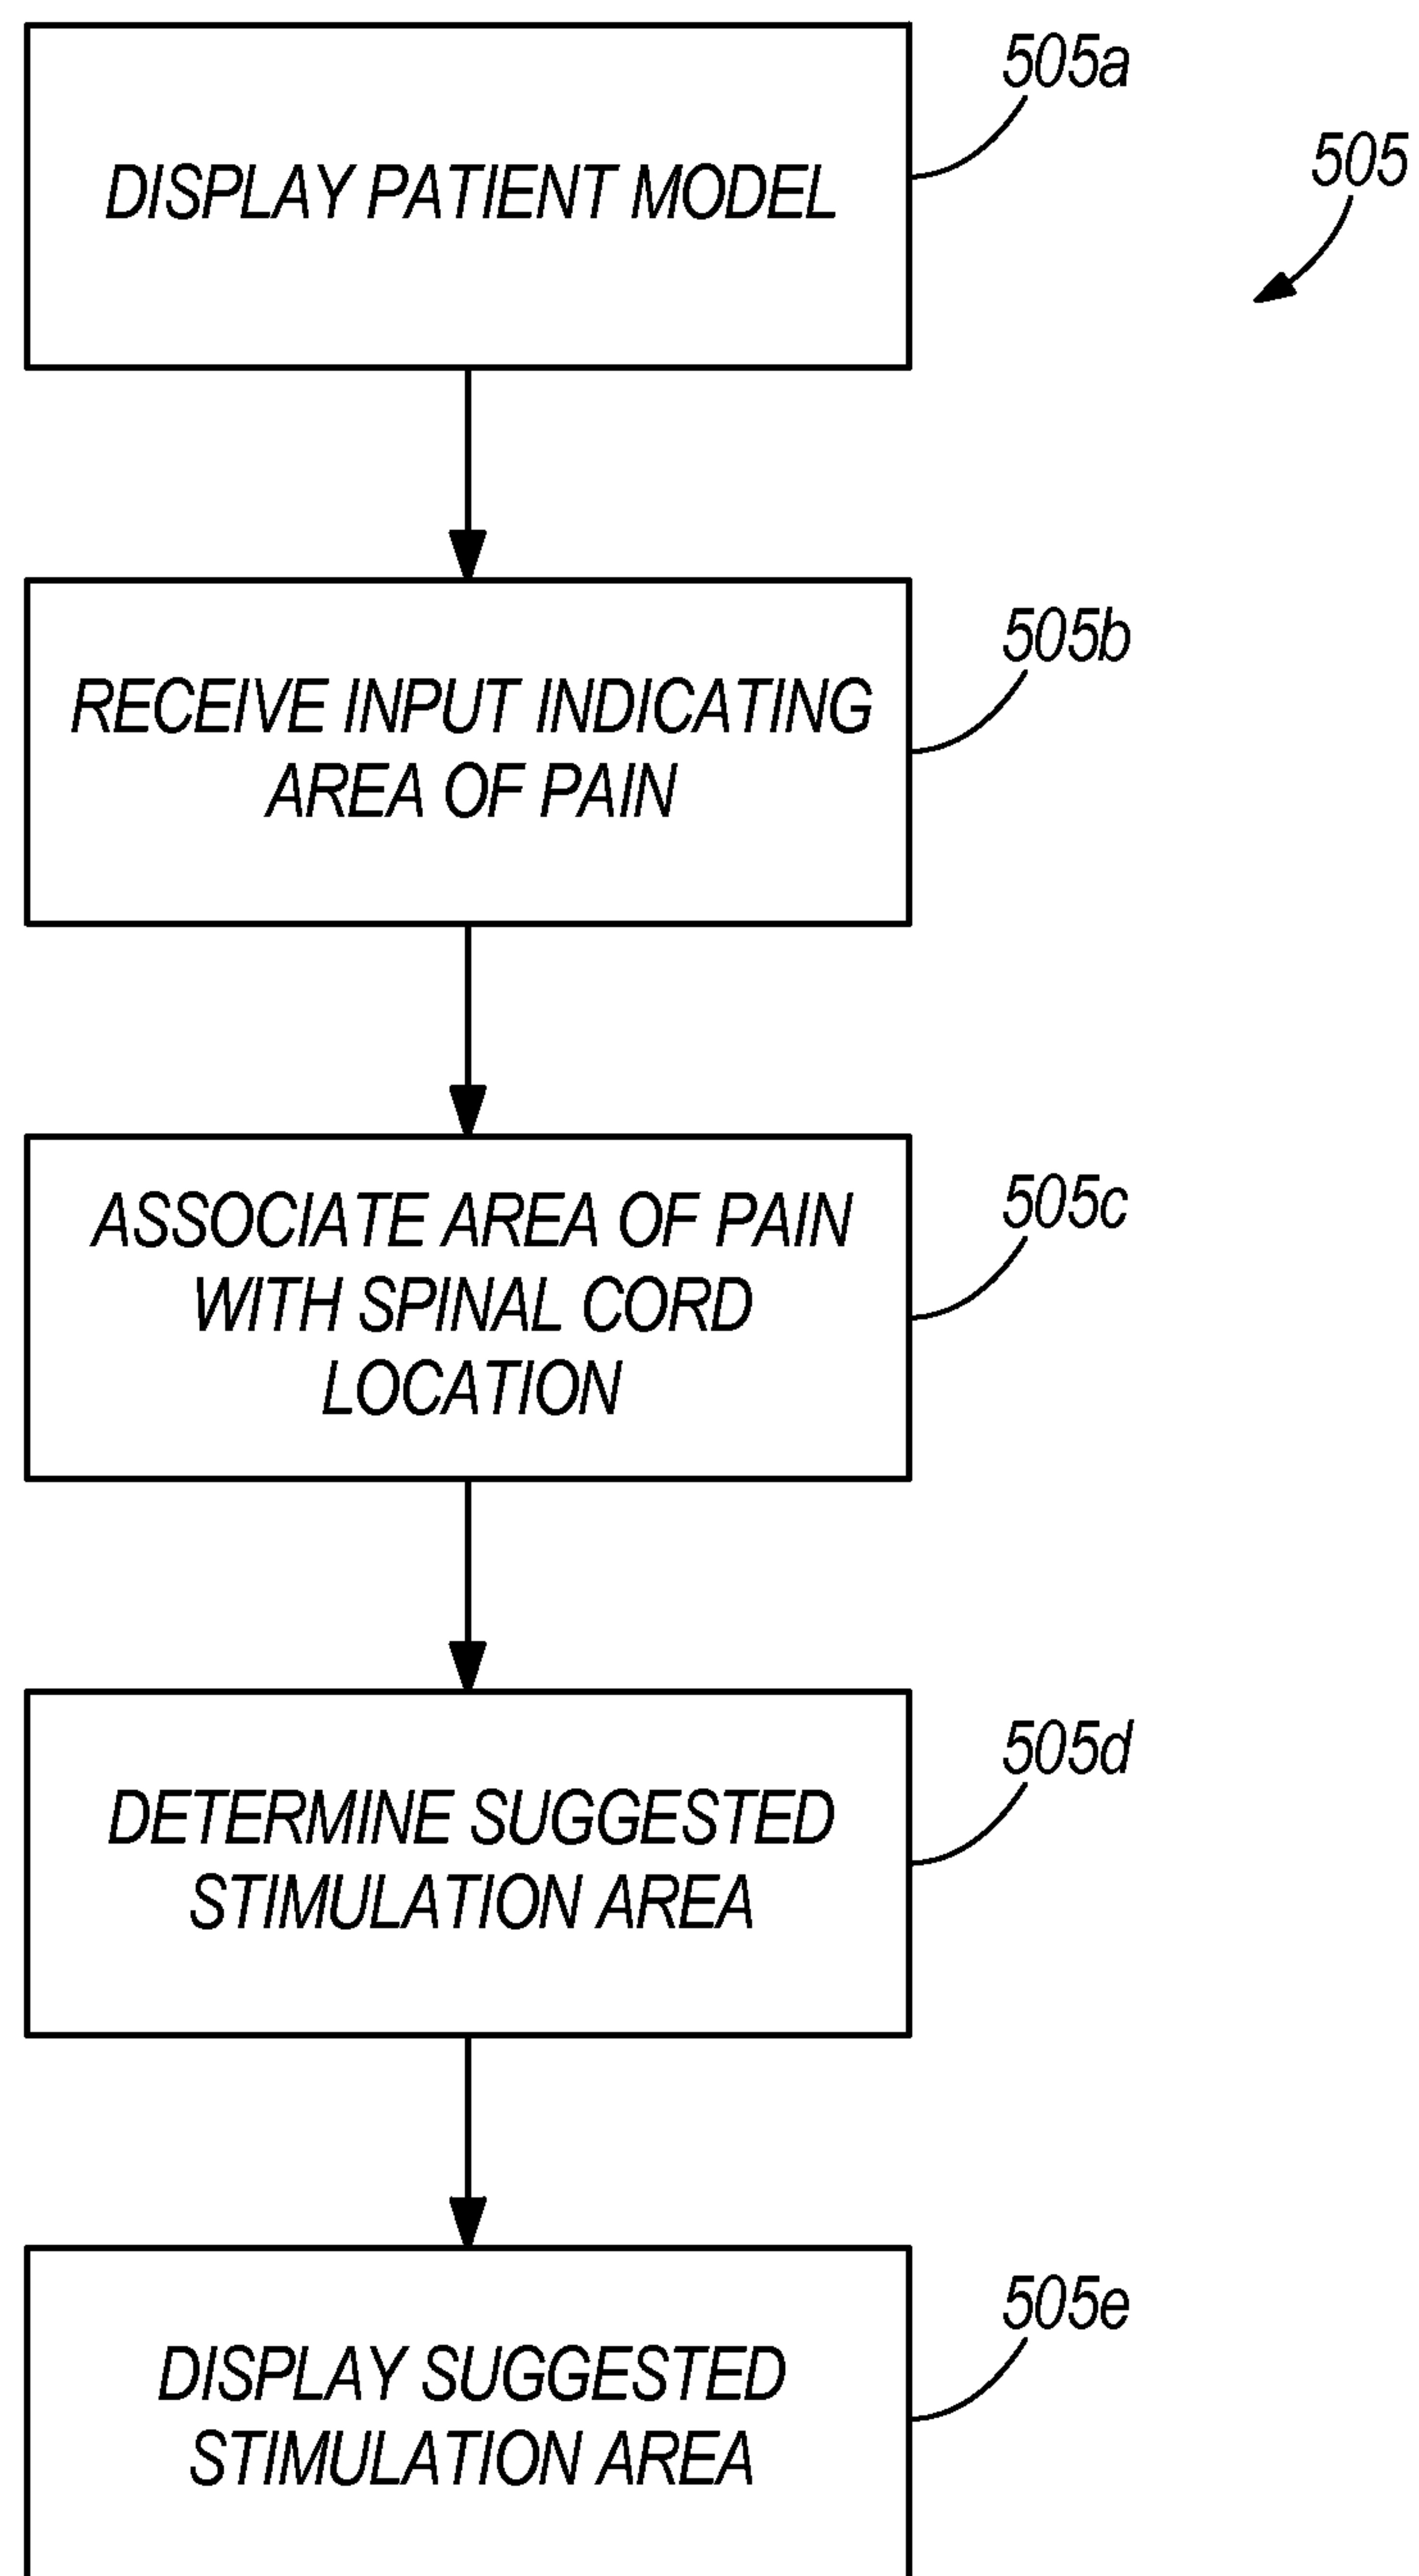 505a
505
DISPLAY PATIENT MODEL
505b
RECEIVE INPUT INDICATING
AREA OF PAIN
505c
ASSOCIATE AREA OF PAIN
WITH SPINAL CORD
LOCATION
505d
DETERMINE SUGGESTED
STIMULATION AREA
505e
DISPLAY SUGGESTED
STIMULATION AREA